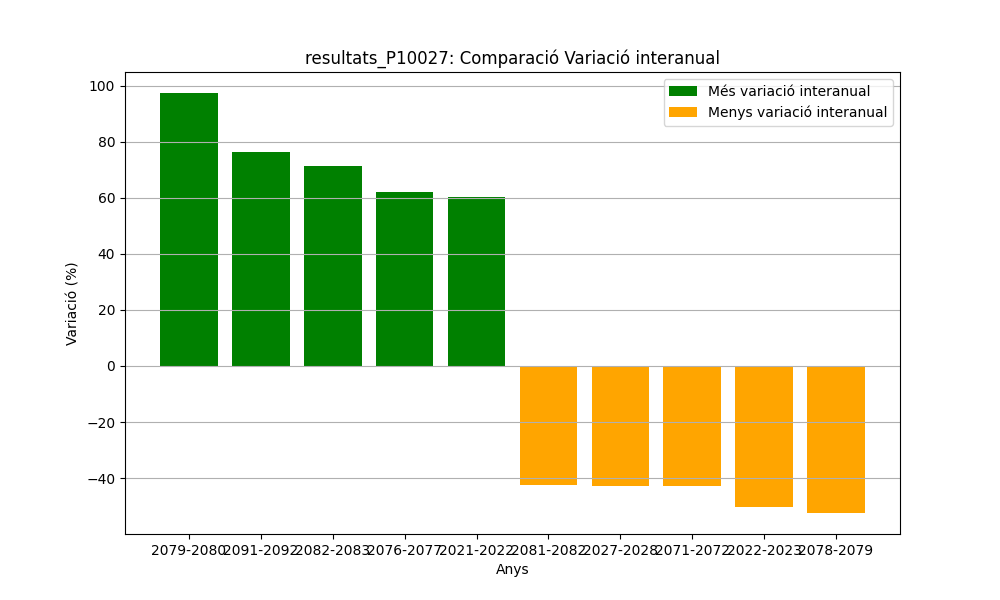 resultats_P10027: Comparació Variació interanual
Més variació interanual
Menys variació interanual
100
80
60
40
20
0
−20
−40
Variació (%)
2079-2080 2091-2092 2082-2083 2076-2077 2021-2022 2081-2082 2027-2028 2071-2072 2022-2023 2078-2079
Anys